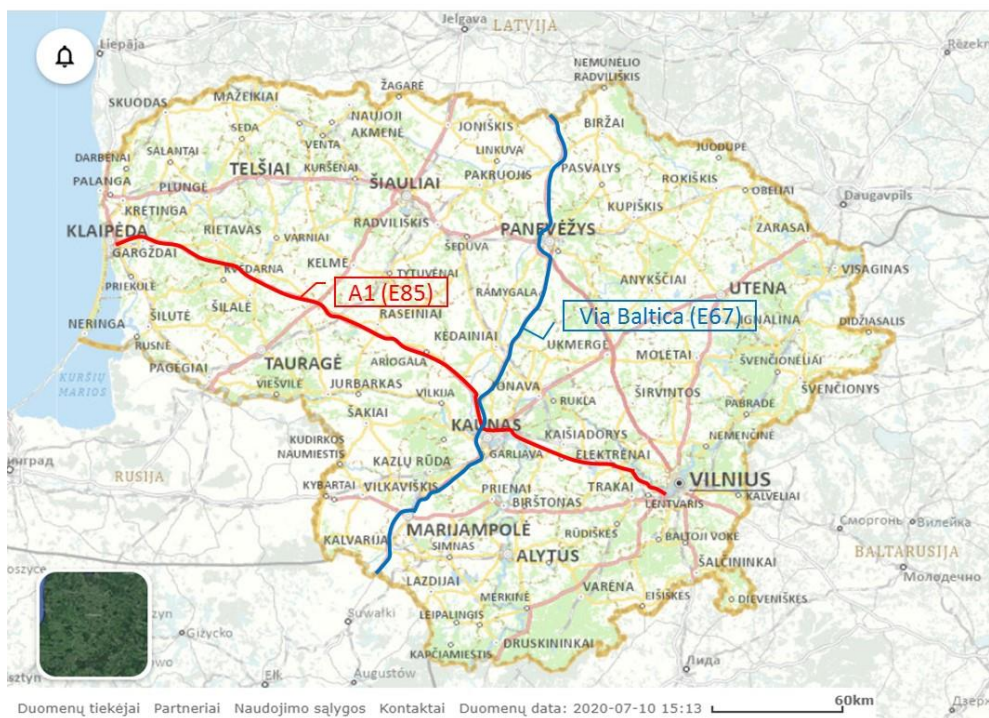 Jelgava
LATVIJA
Liepāja
NEMUNĖLIO
RADVILIŠKIS
ŽAGARĖ
MAŽEIKIAI
SKUODAS
NAUJOJI
AKMENĖ
JONIŠKIS
BIRŽAI
SEDA
VENTA
LINKUVA
JUODUPĖ
DARBĖNAI
SALANTAI
TELŠIAI
KURŠĖNAI
PAKRUOJIS
PASVALYS
ROKIŠKIS
PALANGA
PLUNGĖ
ŠIAULIAI
OBELIAI
Daugavpils
KRETINGA
RADVILIŠKIS
KUPIŠKIS
KLAIPĖDA
RIETAVAS
VARNIAI
PANEVĖŽYS
ZARASAI
GARGŽDAI
ŠEDUVA
KELMĖ
TYTUVĖNAI
ANYKŠČIAI
VISAGINAS
PRIEKULĖ
A1 (E85)
RAMYGALA
UTENA
ŠILUTĖ
ŠILALĖ
RASEINIAI
Via Baltica (E67)
IGNALINA
NERINGA
DIDŽIASALIS
RUSNĖ
KĖDAINIAI
UKMERGĖ
MOLĖTAI
PAGĖGIAI
TAURAGĖ
ARIOGALA
ŠVENČIONĖLIAI
KURŠIŲ
MARIOS
VIEŠVILĖ
JURBARKAS
VILKIJA
JONAVA
ŠIRVINTOS
ŠVENČIONYS
ŠAKIAI
RUKLA
PABRADĖ
KAUNAS
KAIŠIADORYS
NEMENČINĖ
KUDIRKOS
NAUMIESTIS
GARLIAVA
ELEKTRĖNAI
RUSIJA
KAZLŲ RŪDA
VILNIUS
KYBARTAI
VILKAVIŠKIS
PRIENAI
TRAKAI
BIRŠTONAS
LENTVARIS
KALVELIAI
MARIJAMPOLĖ
RŪDIŠKĖS
Сморгонь
Вилейка
KALVARIJA
BALTOJI VOKĖ
SIMNAS
ALYTUS
BALTARUSIJA
ŠALČININKAI
Молодечно
LAZDIJAI
VARĖNA
MERKINĖ
EIŠIŠKĖS
DIEVENIŠKĖS
Suwałki
LEIPALINGIS
Giżycko
DRUSKININKAI
KAPČIAMIESTIS
Лида
Ełk
Augustów
60km
Duomenų tiekėjai Partneriai Naudojimo sąlygos Kontaktai Duomenų data: 2020-07-10 15:13